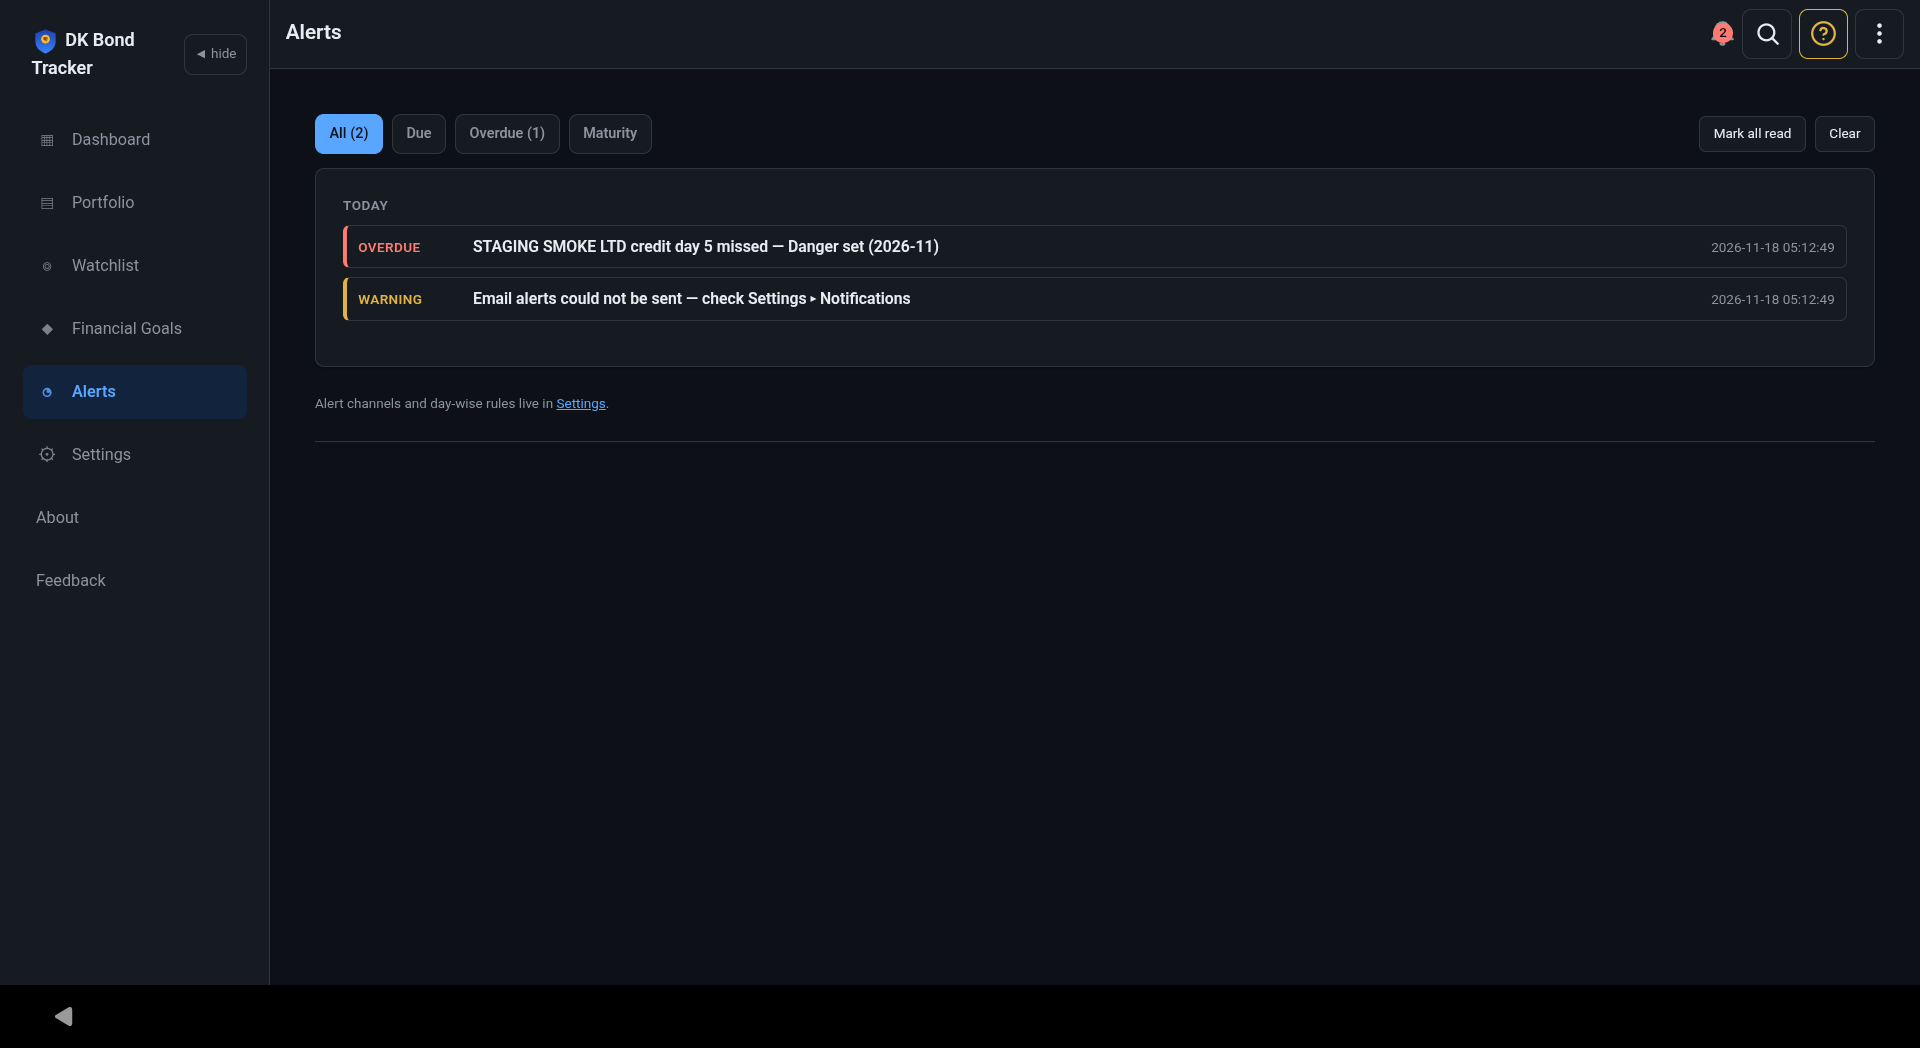 DK Bond
Tracker
◄ hide
Dashboard
Portfolio
Watchlist
Financial Goals
Alerts
Settings
About
Feedback
Alerts
2
?
All (2)
Due
Overdue (1)
Maturity
Mark all read
Clear
TODAY
OVERDUE STAGING SMOKE LTD credit day 5 missed — Danger set (2026-11) 2026-11-18 05:12:49
WARNING Email alerts could not be sent — check Settings ▸ Notifications 2026-11-18 05:12:49
Alert channels and day-wise rules live in Settings.